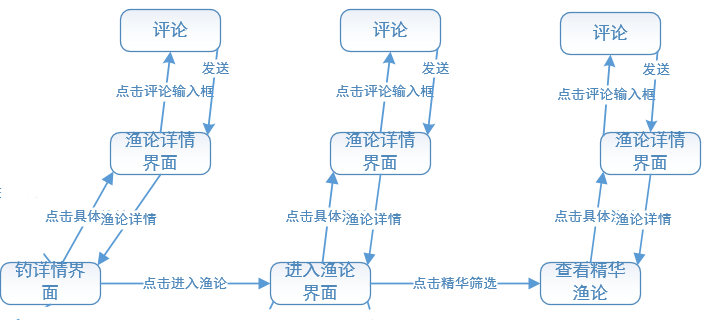 评论
评论
评论
发送
发送
发送
点击评论输入框
点击评论输入框
点击评论输入框
渔论详情
界面
渔论详情
界面
渔论详情
界面
点击具体
渔论详情
点击具体
渔论详情
点击具体
渔论详情
钓详情界
面
点击进入渔论
进入渔论
界面
点击精华筛选
查看精华
渔论